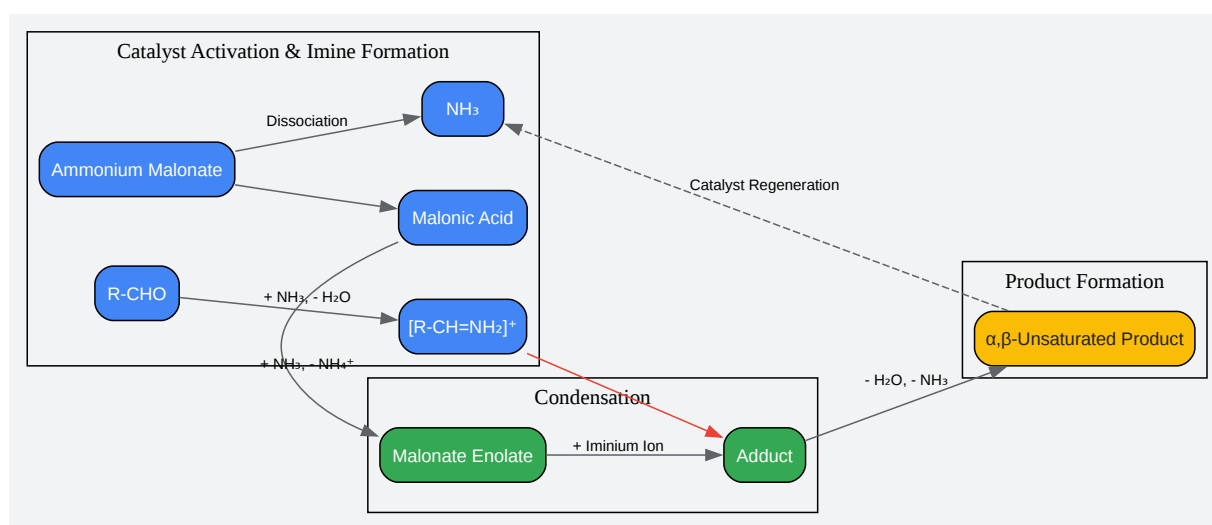 Catalyst Activation & Imine Formation
NH₃
Dissociation
Ammonium Malonate
Catalyst Regeneration
Malonic Acid
R-CHO
+ NH₃, - H₂O
[R-CH=NH₂]⁺
+ NH₃, - NH₄⁺
Product Formation
α,β-Unsaturated Product
- H₂O, - NH₃
Condensation
Malonate Enolate
+ Iminium Ion
Adduct